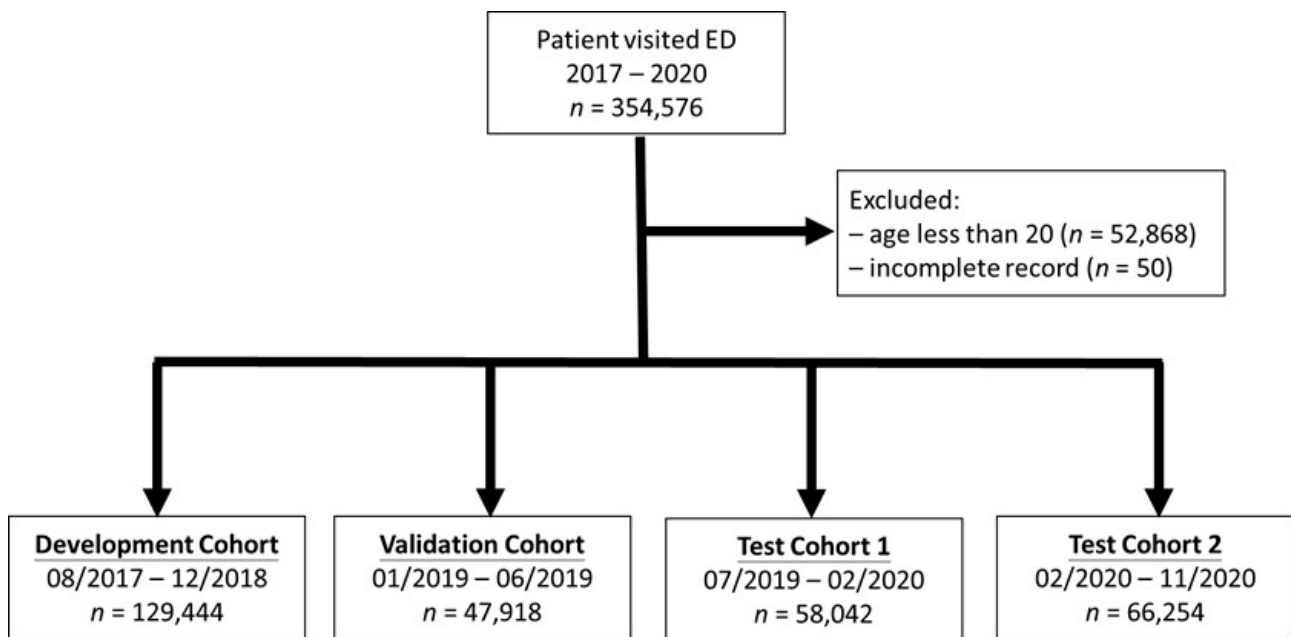 Patient visited ED
2017 – 2020
n = 354,576
Excluded:
– age less than 20 (n = 52,868)
– incomplete record (n = 50)
Development Cohort
08/2017 – 12/2018
n = 129,444
Validation Cohort
01/2019 – 06/2019
n = 47,918
Test Cohort 1
07/2019 – 02/2020
n = 58,042
Test Cohort 2
02/2020 – 11/2020
n = 66,254